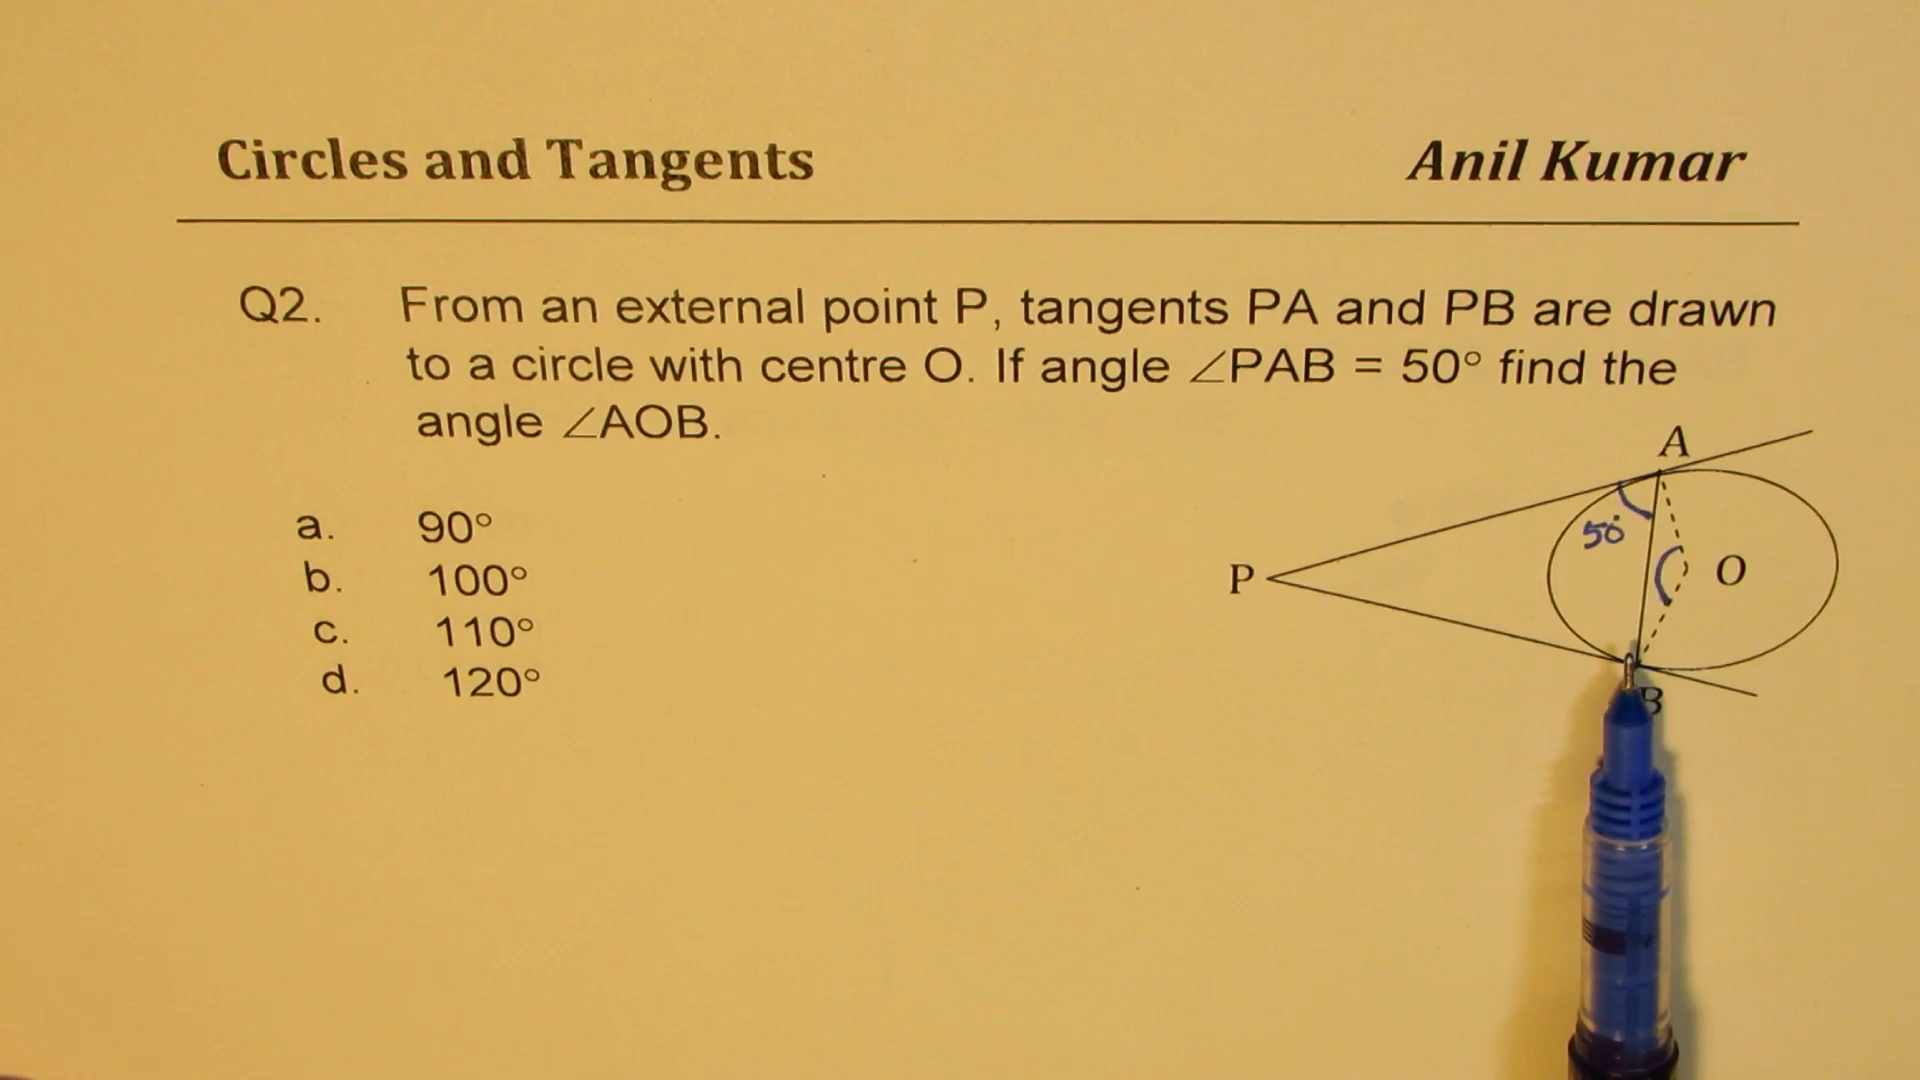 Circles and Tangents Anil Kumar
Q2. From an external point P, tangents PA and PB are drawn
to a circle with centre O. If angle ∠PAB = 50° find the
angle ∠AOB.
a. 90°
b. 100°
c. 110°
d. 120°
A
50°
P
O
B